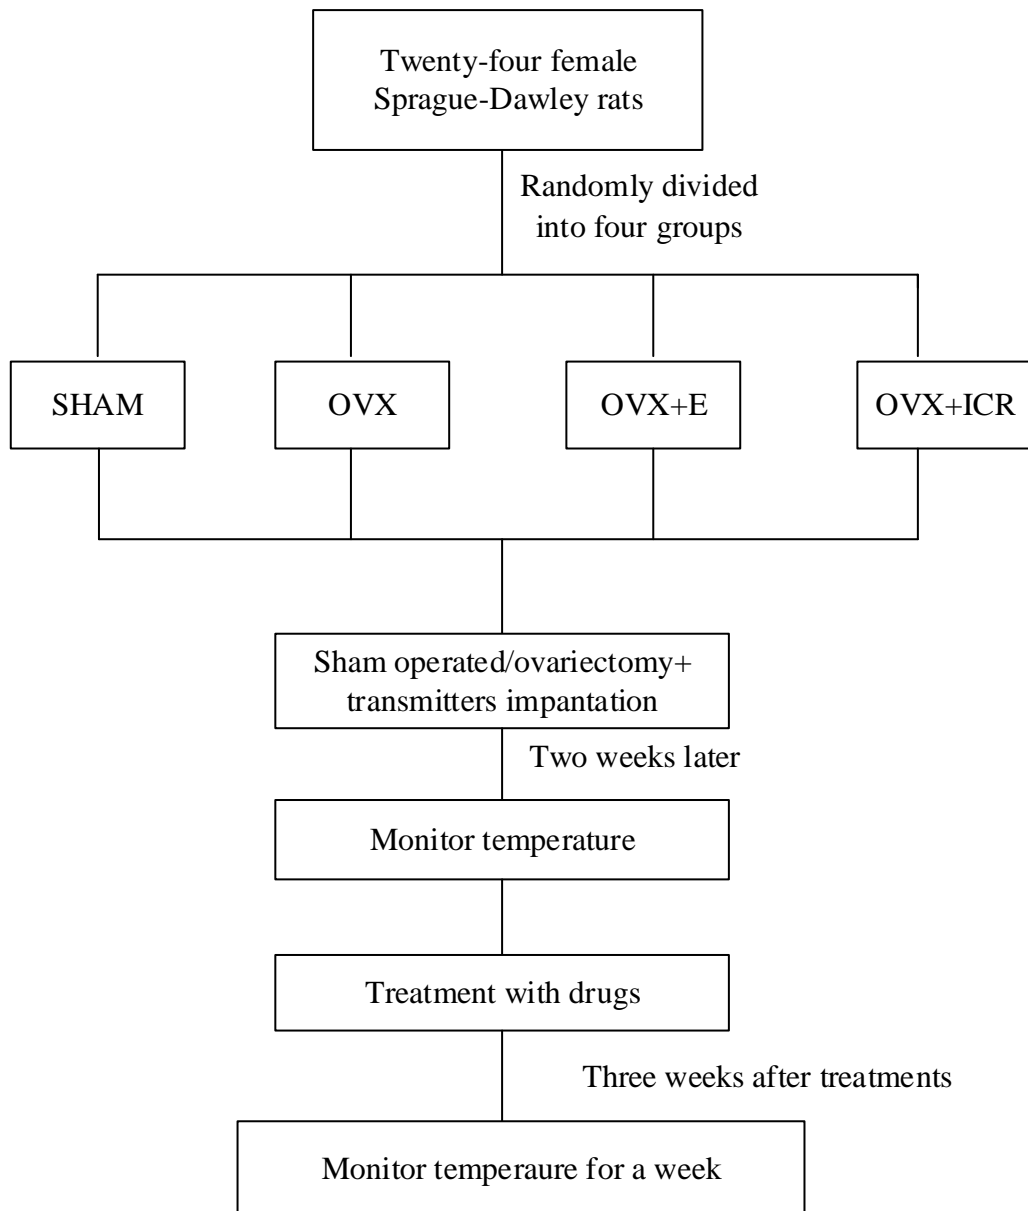 Twenty-four female
Sprague-Dawley rats
Randomly divided
into four groups
SHAM
OVX
OVX+E
OVX+ICR
Sham operated/ovariectomy+
transmitters impantation
Two weeks later
Monitor temperature
Treatment with drugs
Three weeks after treatments
Monitor temperaure for a week